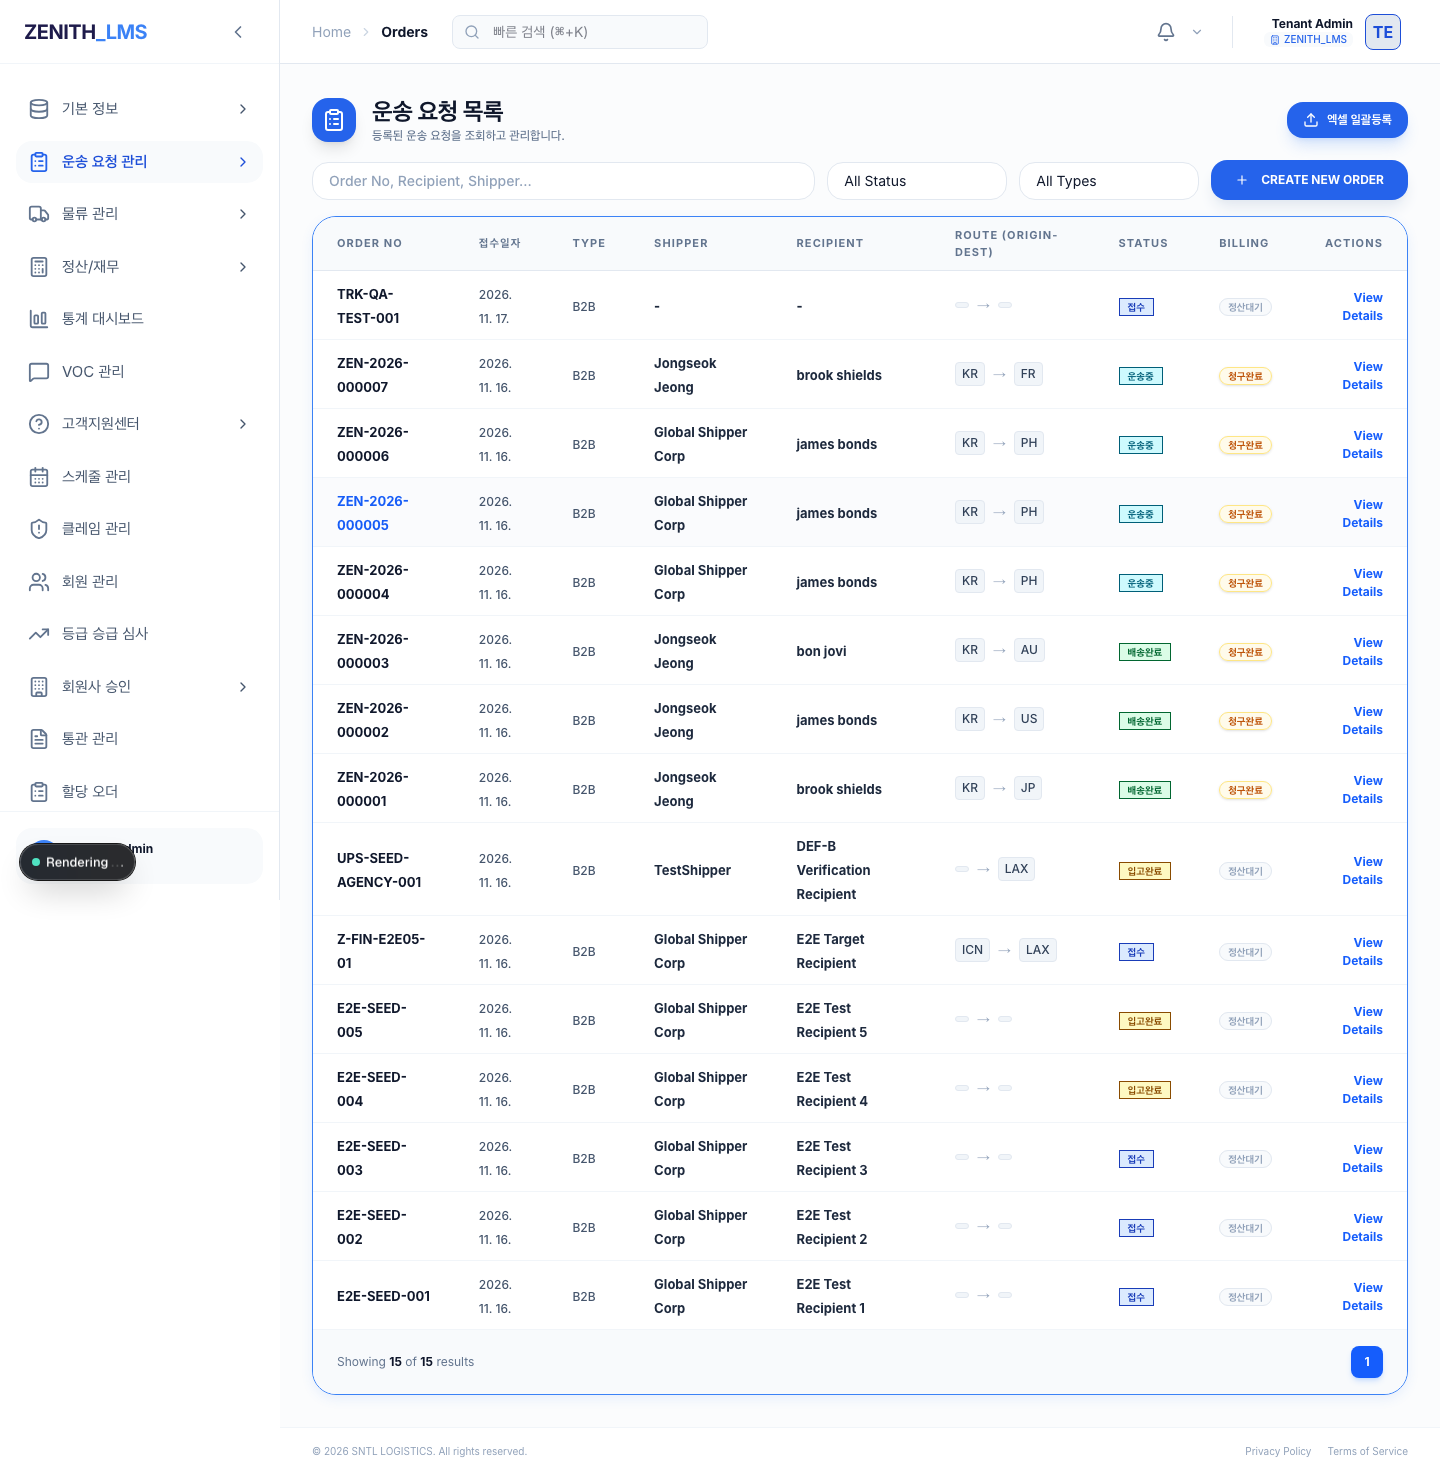 ZENITH_LMS
Home > Orders
빠른 검색 (⌘+K)
Tenant Admin
ZENITH_LMS
TE
기본 정보
운송 요청 관리
물류 관리
정산/재무
통계 대시보드
VOC 관리
고객지원센터
스케줄 관리
클레임 관리
회원 관리
등급 승급 심사
회원사 승인
통관 관리
할당 오더
dmin
Rendering ...
운송 요청 목록
등록된 운송 요청을 조회하고 관리합니다.
엑셀 일괄등록
Order No, Recipient, Shipper...
All Status
All Types
+ CREATE NEW ORDER
ORDER NO 접수일자 TYPE SHIPPER RECIPIENT ROUTE (ORIGIN-DEST) STATUS BILLING ACTIONS
TRK-QA-TEST-001 2026. 11. 17. B2B - - → 접수 정산대기 View Details
ZEN-2026-000007 2026. 11. 16. B2B Jongseok Jeong brook shields KR → FR 운송중 청구완료 View Details
ZEN-2026-000006 2026. 11. 16. B2B Global Shipper Corp james bonds KR → PH 운송중 청구완료 View Details
ZEN-2026-000005 2026. 11. 16. B2B Global Shipper Corp james bonds KR → PH 운송중 청구완료 View Details
ZEN-2026-000004 2026. 11. 16. B2B Global Shipper Corp james bonds KR → PH 운송중 청구완료 View Details
ZEN-2026-000003 2026. 11. 16. B2B Jongseok Jeong bon jovi KR → AU 배송완료 청구완료 View Details
ZEN-2026-000002 2026. 11. 16. B2B Jongseok Jeong james bonds KR → US 배송완료 청구완료 View Details
ZEN-2026-000001 2026. 11. 16. B2B Jongseok Jeong brook shields KR → JP 배송완료 청구완료 View Details
UPS-SEED-AGENCY-001 2026. 11. 16. B2B TestShipper DEF-B Verification Recipient → LAX 입고완료 정산대기 View Details
Z-FIN-E2E05-01 2026. 11. 16. B2B Global Shipper Corp E2E Target Recipient ICN → LAX 접수 정산대기 View Details
E2E-SEED-005 2026. 11. 16. B2B Global Shipper Corp E2E Test Recipient 5 → 입고완료 정산대기 View Details
E2E-SEED-004 2026. 11. 16. B2B Global Shipper Corp E2E Test Recipient 4 → 입고완료 정산대기 View Details
E2E-SEED-003 2026. 11. 16. B2B Global Shipper Corp E2E Test Recipient 3 → 접수 정산대기 View Details
E2E-SEED-002 2026. 11. 16. B2B Global Shipper Corp E2E Test Recipient 2 → 접수 정산대기 View Details
E2E-SEED-001 2026. 11. 16. B2B Global Shipper Corp E2E Test Recipient 1 → 접수 정산대기 View Details
Showing 15 of 15 results
1
© 2026 SNTL LOGISTICS. All rights reserved.
Privacy Policy Terms of Service